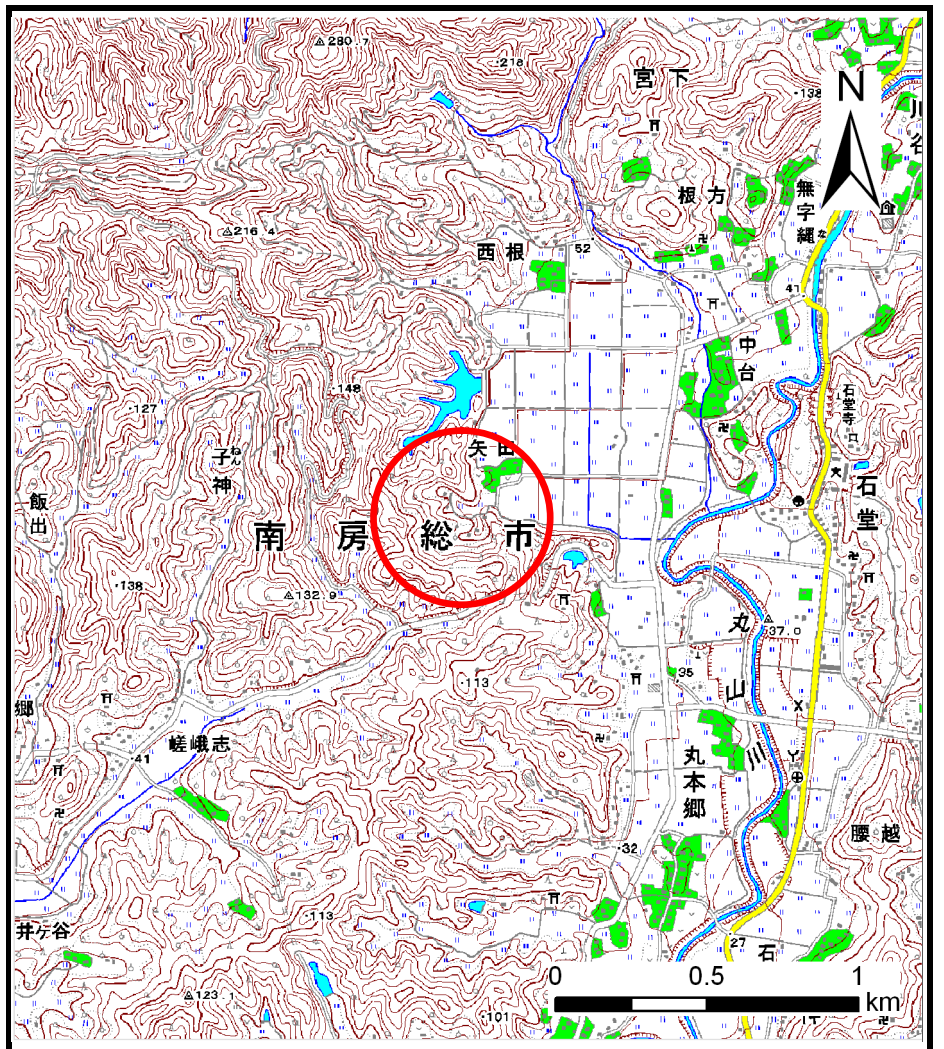 280.7
218
宮下
138
N
川谷
根方
無字縄
216.4
52
西根
41
中台
148
石堂寺
127
子神
ねん
矢田
飯出
石堂
南房総市
138
132.9
丸山川
37.0
113
35
郷
嵯峨志
41
丸本郷
腰越
32
113
井ケ谷
27
石
123.1
101
0 0.5 1
km